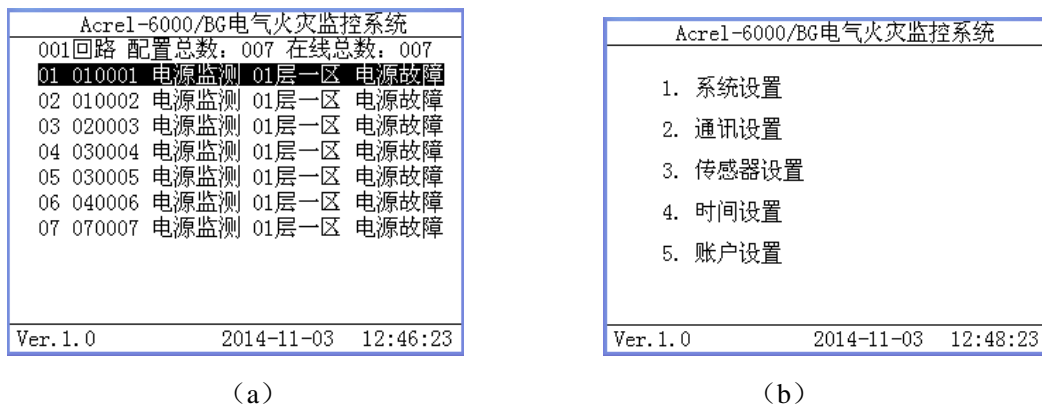 Acrel-6000/BG电气火灾监控系统
001回路 配置总数: 007 在线总数: 007
01 010001 电源监测 01层一区 电源故障
02 010002 电源监测 01层一区 电源故障
03 020003 电源监测 01层一区 电源故障
04 030004 电源监测 01层一区 电源故障
05 030005 电源监测 01层一区 电源故障
06 040006 电源监测 01层一区 电源故障
07 070007 电源监测 01层一区 电源故障
Ver.1.0 2014-11-03 12:46:23
(a)
Acrel-6000/BG电气火灾监控系统
1. 系统设置
2. 通讯设置
3. 传感器设置
4. 时间设置
5. 账户设置
Ver.1.0 2014-11-03 12:48:23
(b)